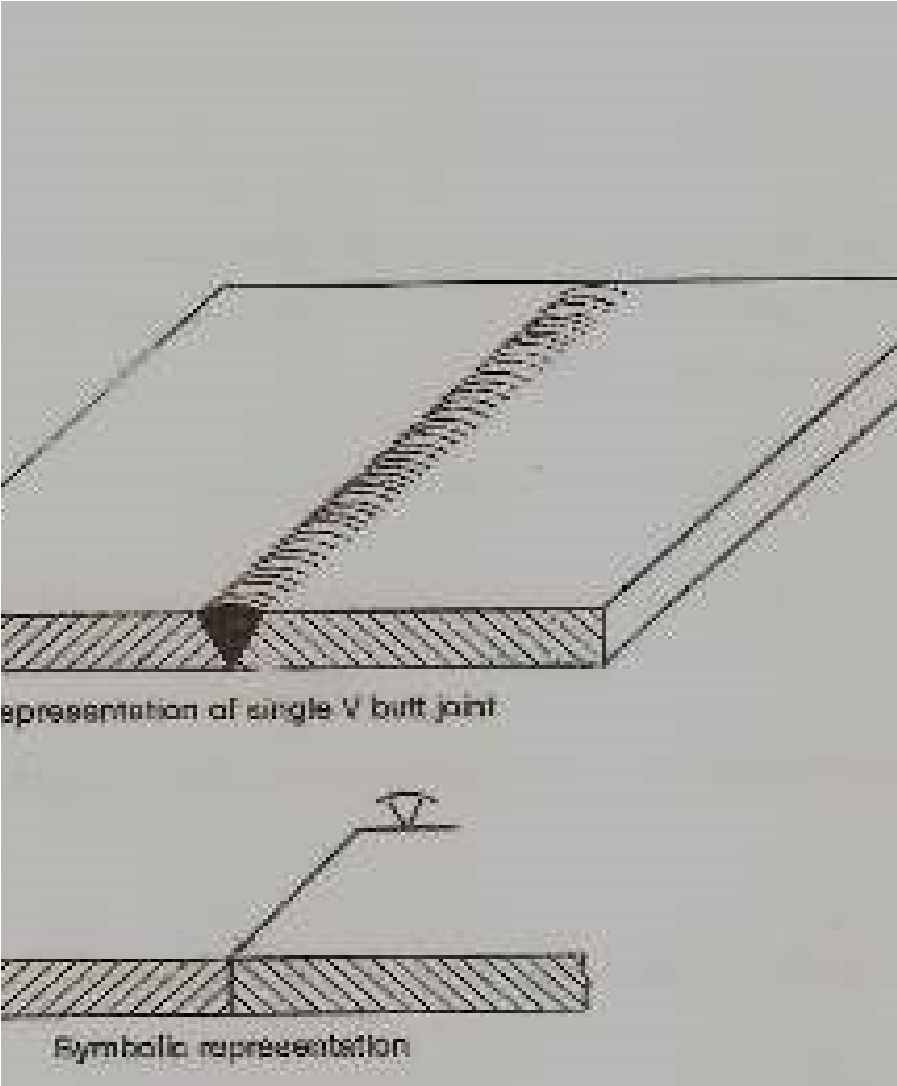 epresentation of single V butt joint
Symbolic representation